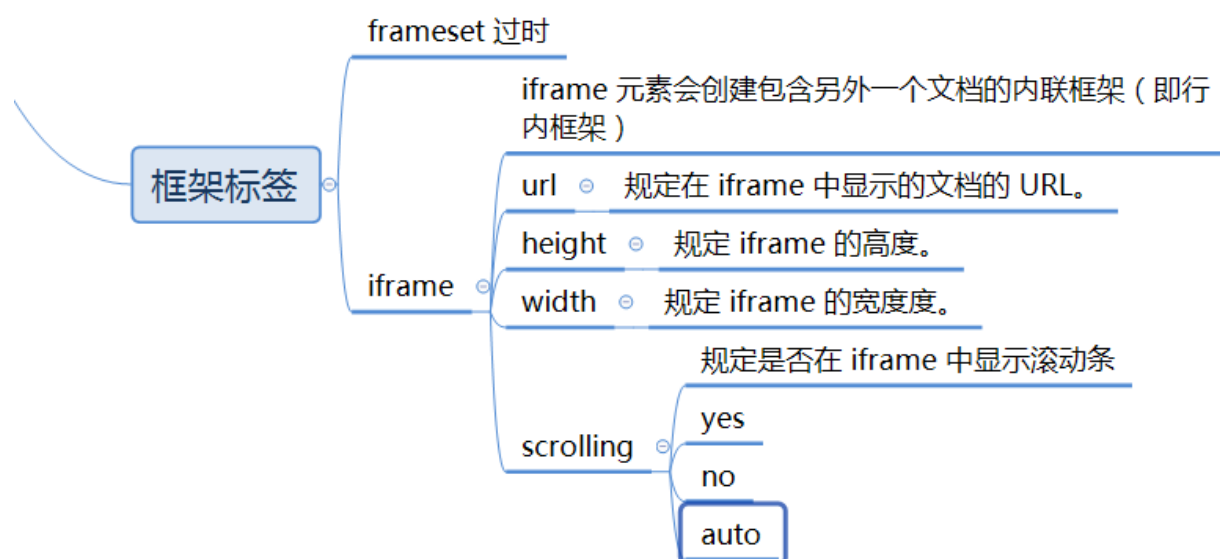 frameset 过时
iframe 元素会创建包含另外一个文档的内联框架（即行
内框架）
框架标签
url
规定在 iframe 中显示的文档的 URL。
height
规定 iframe 的高度。
iframe
width
规定 iframe 的宽度度。
规定是否在 iframe 中显示滚动条
yes
scrolling
no
auto